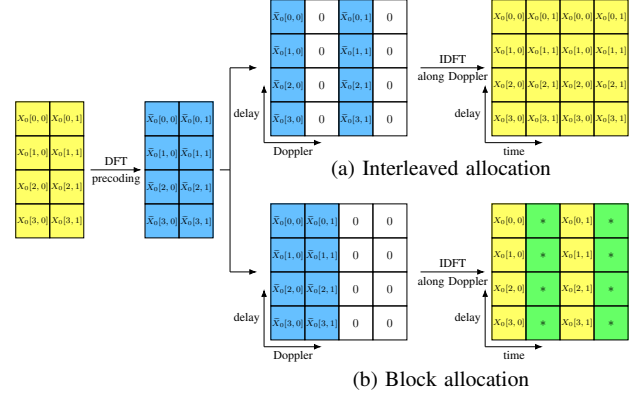 X₀[0, 0] X₀[0, 1]
X₀[1, 0] X₀[1, 1]
X₀[2, 0] X₀[2, 1]
X₀[3, 0] X₀[3, 1]
DFT
precoding
X̃₀[0, 0] X̃₀[0, 1]
X̃₀[1, 0] X̃₀[1, 1]
X̃₀[2, 0] X̃₀[2, 1]
X̃₀[3, 0] X̃₀[3, 1]
X̃₀[0, 0] 0 X̃₀[0, 1] 0
X̃₀[1, 0] 0 X̃₀[1, 1] 0
X̃₀[2, 0] 0 X̃₀[2, 1] 0
X̃₀[3, 0] 0 X̃₀[3, 1] 0
delay
Doppler
IDFT
along Doppler
X₀[0, 0] X₀[0, 1] X₀[0, 0] X₀[0, 1]
X₀[1, 0] X₀[1, 1] X₀[1, 0] X₀[1, 1]
X₀[2, 0] X₀[2, 1] X₀[2, 0] X₀[2, 1]
X₀[3, 0] X₀[3, 1] X₀[3, 0] X₀[3, 1]
delay
time
(a) Interleaved allocation
X̃₀[0, 0] X̃₀[0, 1] 0 0
X̃₀[1, 0] X̃₀[1, 1] 0 0
X̃₀[2, 0] X̃₀[2, 1] 0 0
X̃₀[3, 0] X̃₀[3, 1] 0 0
delay
Doppler
IDFT
along Doppler
X₀[0, 0] * X₀[0, 1] *
X₀[1, 0] * X₀[1, 1] *
X₀[2, 0] * X₀[2, 1] *
X₀[3, 0] * X₀[3, 1] *
delay
time
(b) Block allocation